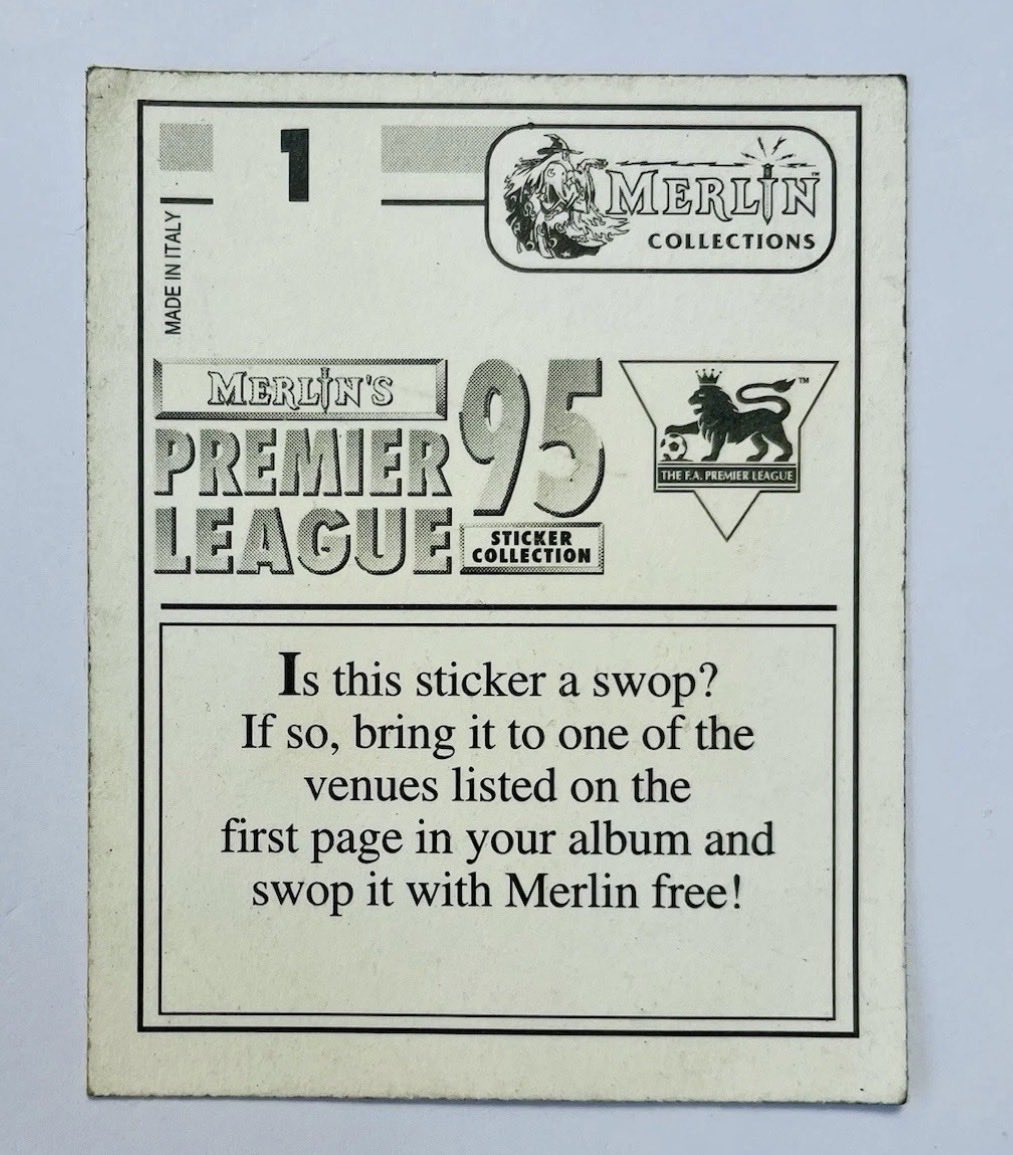 1
MERLIN™
COLLECTIONS
MADE IN ITALY
MERLIN'S
PREMIER
LEAGUE
95
STICKER
COLLECTION
™
THE F.A. PREMIER LEAGUE
Is this sticker a swop?
If so, bring it to one of the
venues listed on the
first page in your album and
swop it with Merlin free!